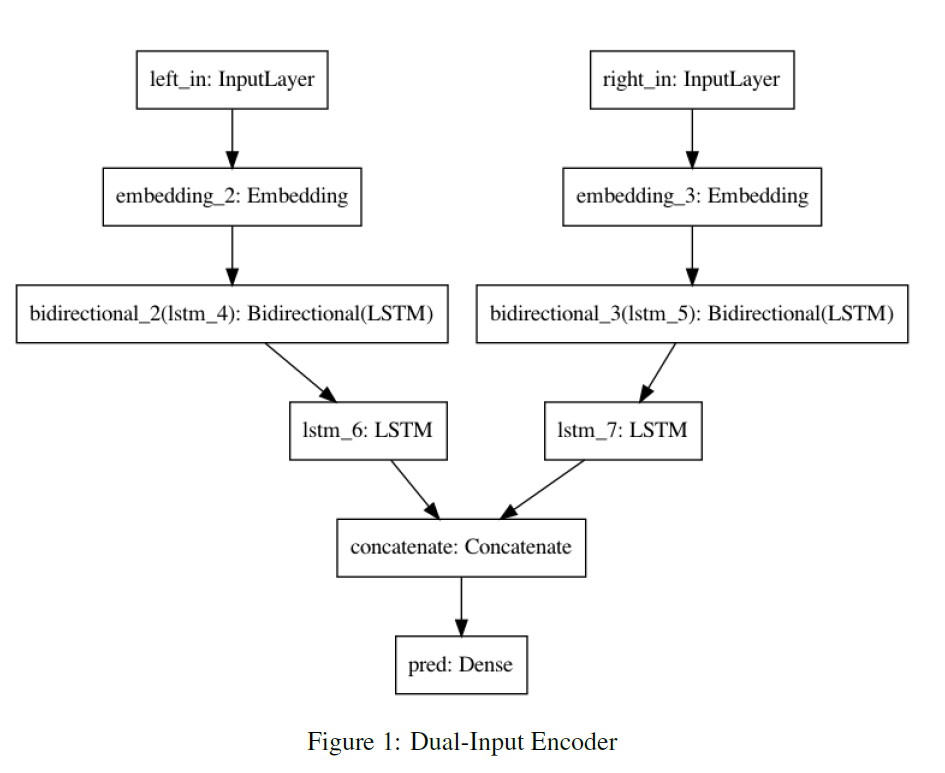 left_in: InputLayer
right_in: InputLayer
embedding_2: Embedding
embedding_3: Embedding
bidirectional_2(lstm_4): Bidirectional(LSTM)
bidirectional_3(lstm_5): Bidirectional(LSTM)
lstm_6: LSTM
lstm_7: LSTM
concatenate: Concatenate
pred: Dense
Figure 1: Dual-Input Encoder